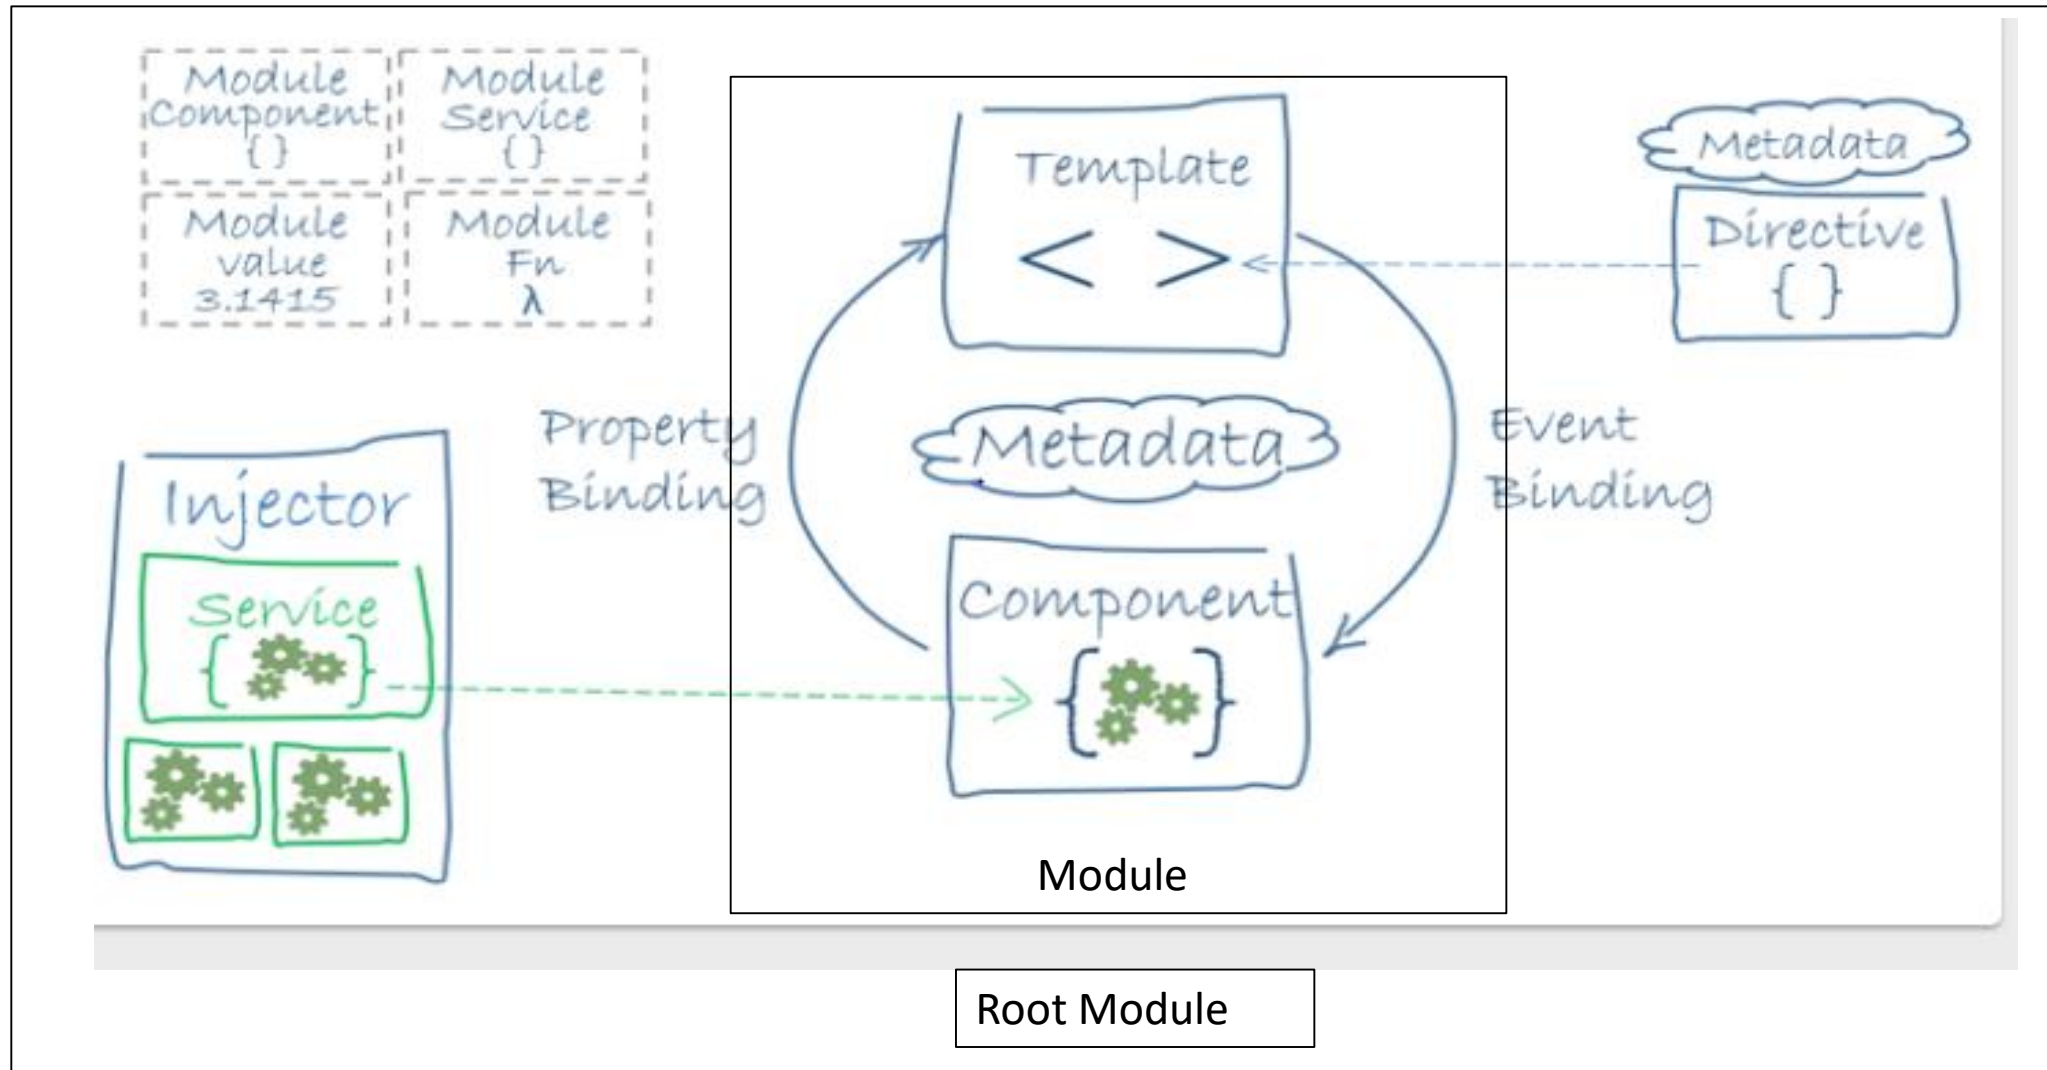 Module
Component
{ }
Module
Service
{ }
Module
value
3.1415
Module
Fn
λ
Template
< >
Metadata
Directive
{ }
Property
Binding
Metadata
Event
Binding
Injector
Service
{ }
Component
{ }
Module
Root Module